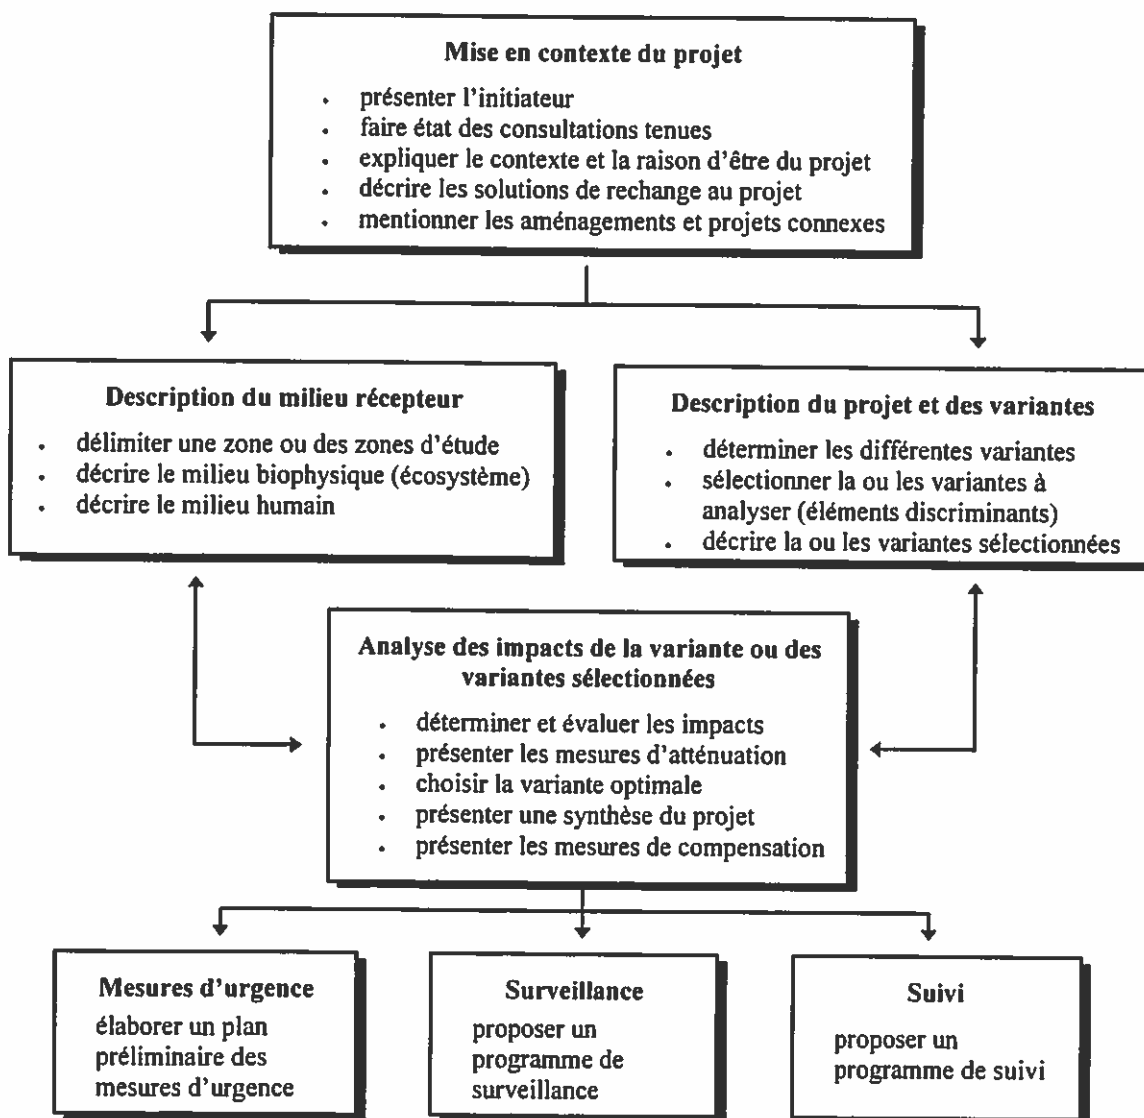 Mise en contexte du projet
• présenter l'initiateur
• faire état des consultations tenues
• expliquer le contexte et la raison d'être du projet
• décrire les solutions de rechange au projet
• mentionner les aménagements et projets connexes
Description du milieu récepteur
• délimiter une zone ou des zones d'étude
• décrire le milieu biophysique (écosystème)
• décrire le milieu humain
Description du projet et des variantes
• déterminer les différentes variantes
• sélectionner la ou les variantes à
analyser (éléments discriminants)
• décrire la ou les variantes sélectionnées
Analyse des impacts de la variante ou des
variantes sélectionnées
• déterminer et évaluer les impacts
• présenter les mesures d'atténuation
• choisir la variante optimale
• présenter une synthèse du projet
• présenter les mesures de compensation
Mesures d'urgence
élaborer un plan
préliminaire des
mesures d'urgence
Surveillance
proposer un
programme de
surveillance
Suivi
proposer un
programme de suivi